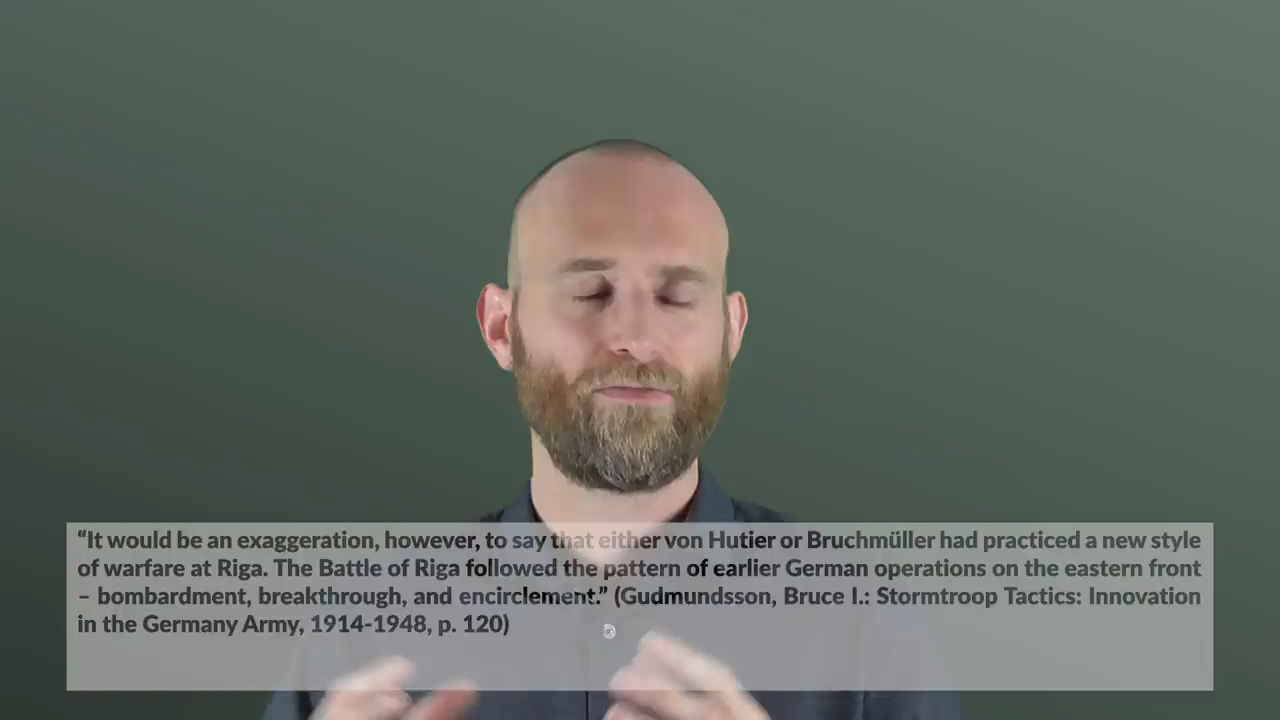 “It would be an exaggeration, however, to say that either von Hutier or Bruchmüller had practiced a new style
of warfare at Riga. The Battle of Riga followed the pattern of earlier German operations on the eastern front
– bombardment, breakthrough, and encirclement.” (Gudmundsson, Bruce I.: Stormtroop Tactics: Innovation
in the Germany Army, 1914-1948, p. 120)